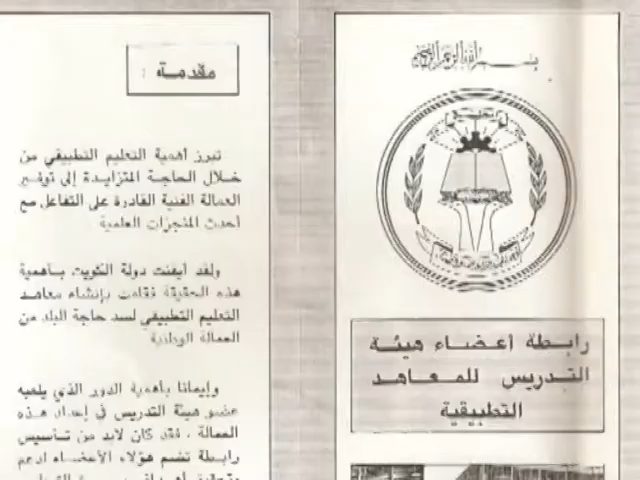 بسم الله الرحمن الرحيم
رابطة أعضاء هيئة
التدريس للمعاهد
التطبيقية
مقدمة :
تبرز أهمية التعليم التطبيقي من
خلال الحاجة المتزايدة إلى توفير
العمالة الفنية القادرة على التفاعل مع
أحدث المنجزات العلمية
ولقد أيقنت دولة الكويت بأهمية
هذه الحقيقة فقامت بإنشاء معاهد
التعليم التطبيقي لسد حاجة البلاد من
العمالة الوطنية
وإيمانا بأهمية الدور الذي يلعبه
عضو هيئة التدريس في إعداد هذه
العمالة ، فقد كان لابد من تأسيس
رابطة تضم هؤلاء الأعضاء لدعم